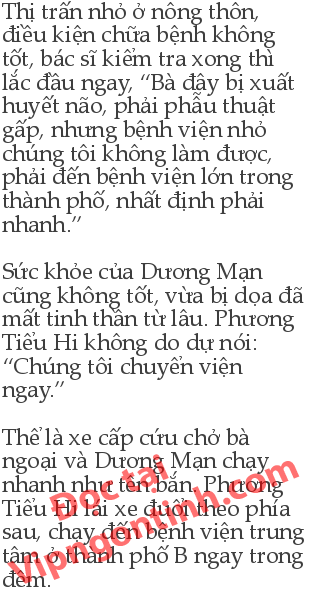 Thị trấn nhỏ ở nông thôn,
điều kiện chữa bệnh không
tốt, bác sĩ kiểm tra xong thì
lắc đầu ngay, “Bà đây bị xuất
huyết não, phải phẫu thuật
gấp, nhưng bệnh viện nhỏ
chúng tôi không làm được,
phải đến bệnh viện lớn trong
thành phố, nhất định phải
nhanh.”
Sức khỏe của Dương Mạn
cũng không tốt, vừa bị dọa đã
mất tinh thần từ lâu. Phương
Tiểu Hi không do dự nói:
“Chúng tôi chuyển viện
ngay.”
Thế là xe cấp cứu chở bà
ngoại và Dương Mạn chạy
nhanh như tên bắn, Phương
Tiểu Hi lái xe đuổi theo phía
sau, chạy đến bệnh viện trung
tâm ở thành phố B ngay trong
đêm.
Đọc tại
Vipngontinh.com